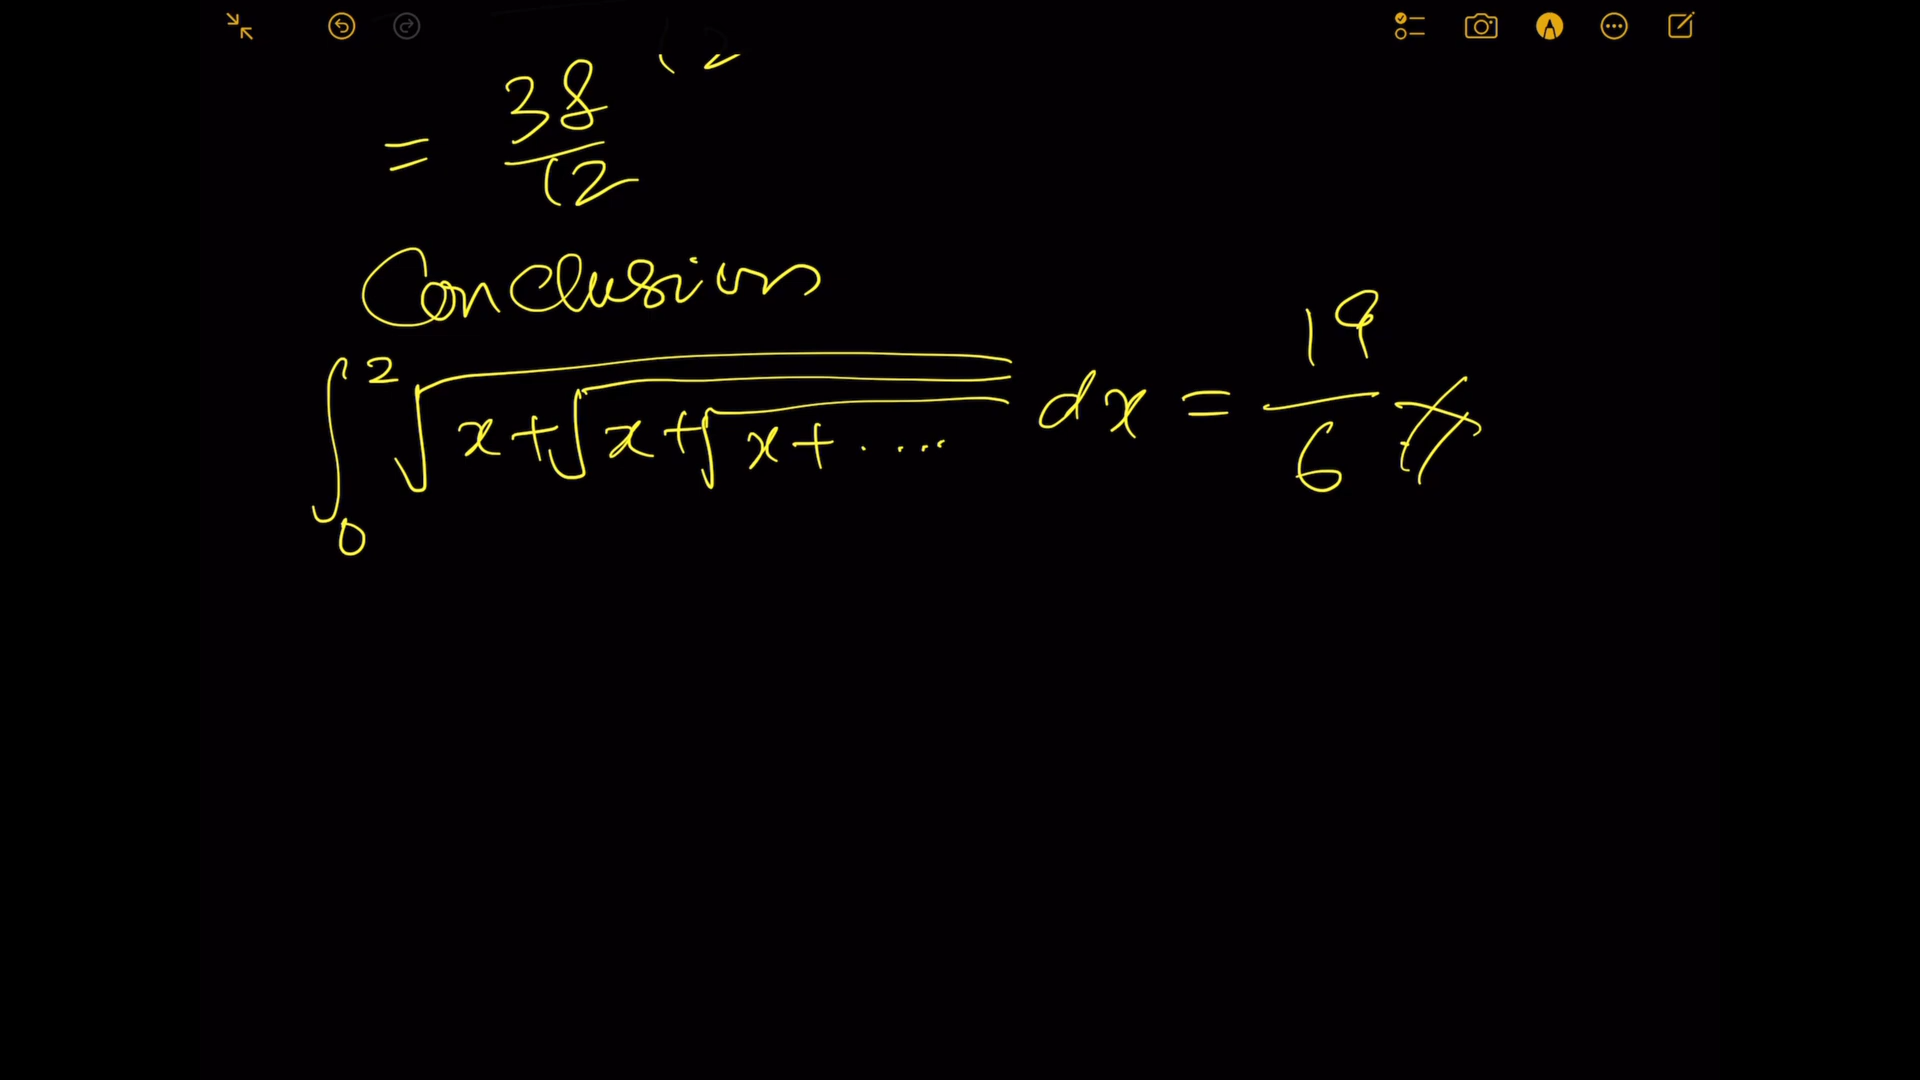 = 38/12
Conclusion
∫₀² √(x+√(x+√(x+.... dx = 19/6